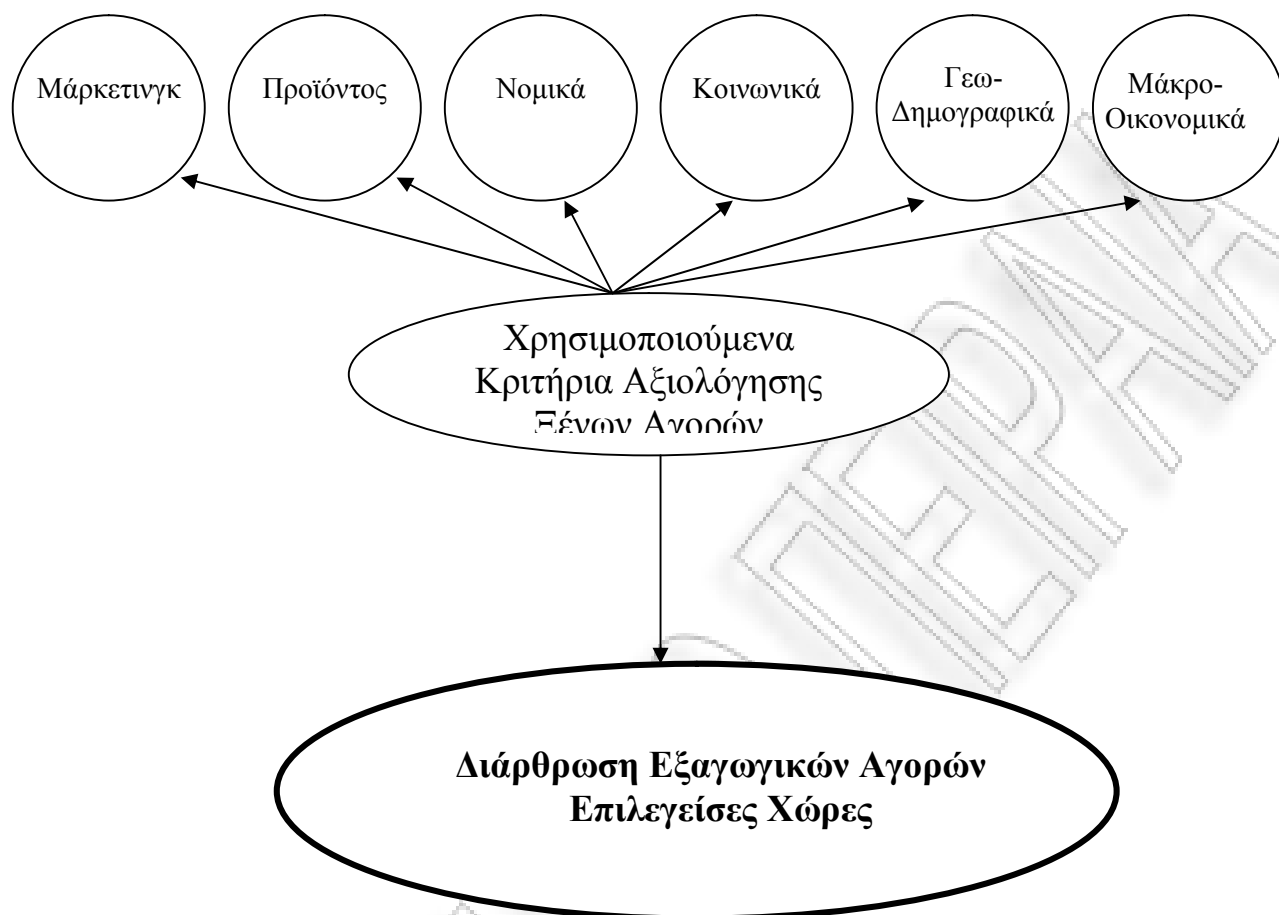 Μάρκετινγκ
Προϊόντος
Νομικά
Κοινωνικά
Γεω-
Δημογραφικά
Μάκρο-
Οικονομικά
Χρησιμοποιούμενα
Κριτήρια Αξιολόγησης
Ξένων Αγορών
Διάρθρωση Εξαγωγικών Αγορών
Επιλεγείσες Χώρες